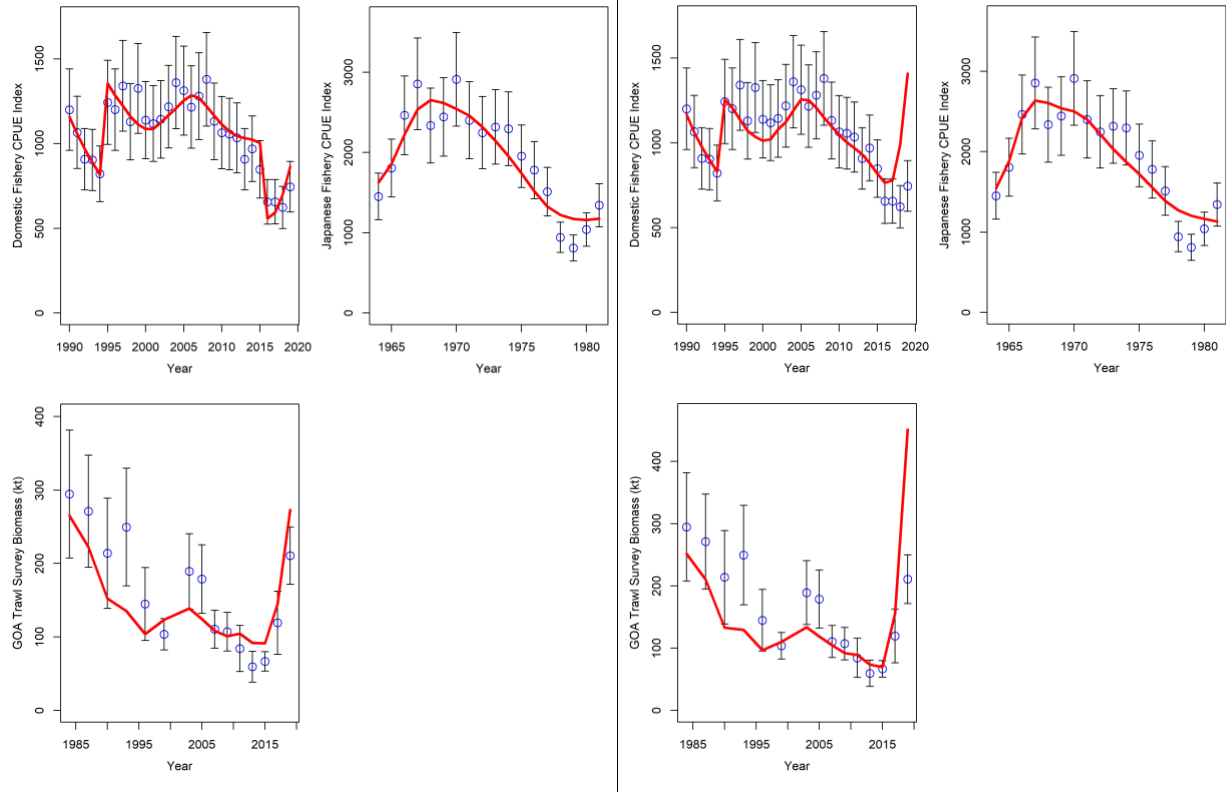 Domestic Fishery CPUE Index
0 500 1000 1500
1990 1995 2000 2005 2010 2015 2020
Year
Japanese Fishery CPUE Index
0 1000 2000 3000
1965 1970 1975 1980
Year
Domestic Fishery CPUE Index
0 500 1000 1500
1990 1995 2000 2005 2010 2015 2020
Year
Japanese Fishery CPUE Index
0 1000 2000 3000
1965 1970 1975 1980
Year
GOA Trawl Survey Biomass (kt)
0 100 200 300 400
1985 1995 2005 2015
Year
GOA Trawl Survey Biomass (kt)
0 100 200 300 400
1985 1995 2005 2015
Year